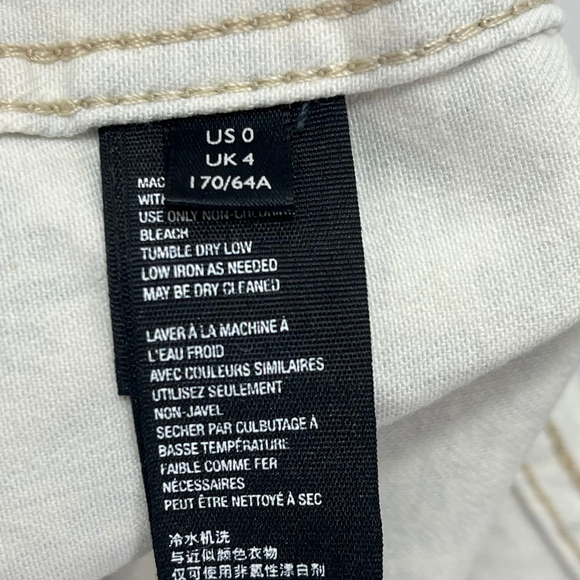 US 0
UK 4
170/64A
MAC
WITH
USE ONLY NON-CHLORINE
BLEACH
TUMBLE DRY LOW
LOW IRON AS NEEDED
MAY BE DRY CLEANED
LAVER À LA MACHINE À
L'EAU FROID
AVEC COULEURS SIMILAIRES
UTILISEZ SEULEMENT
NON-JAVEL
SECHER PAR CULBUTAGE À
BASSE TEMPÉRATURE
FAIBLE COMME FER
NÉCESSAIRES
PEUT ÊTRE NETTOYÉ À SEC
冷水机洗
与近似颜色衣物
仅可使用非氯性漂白剂